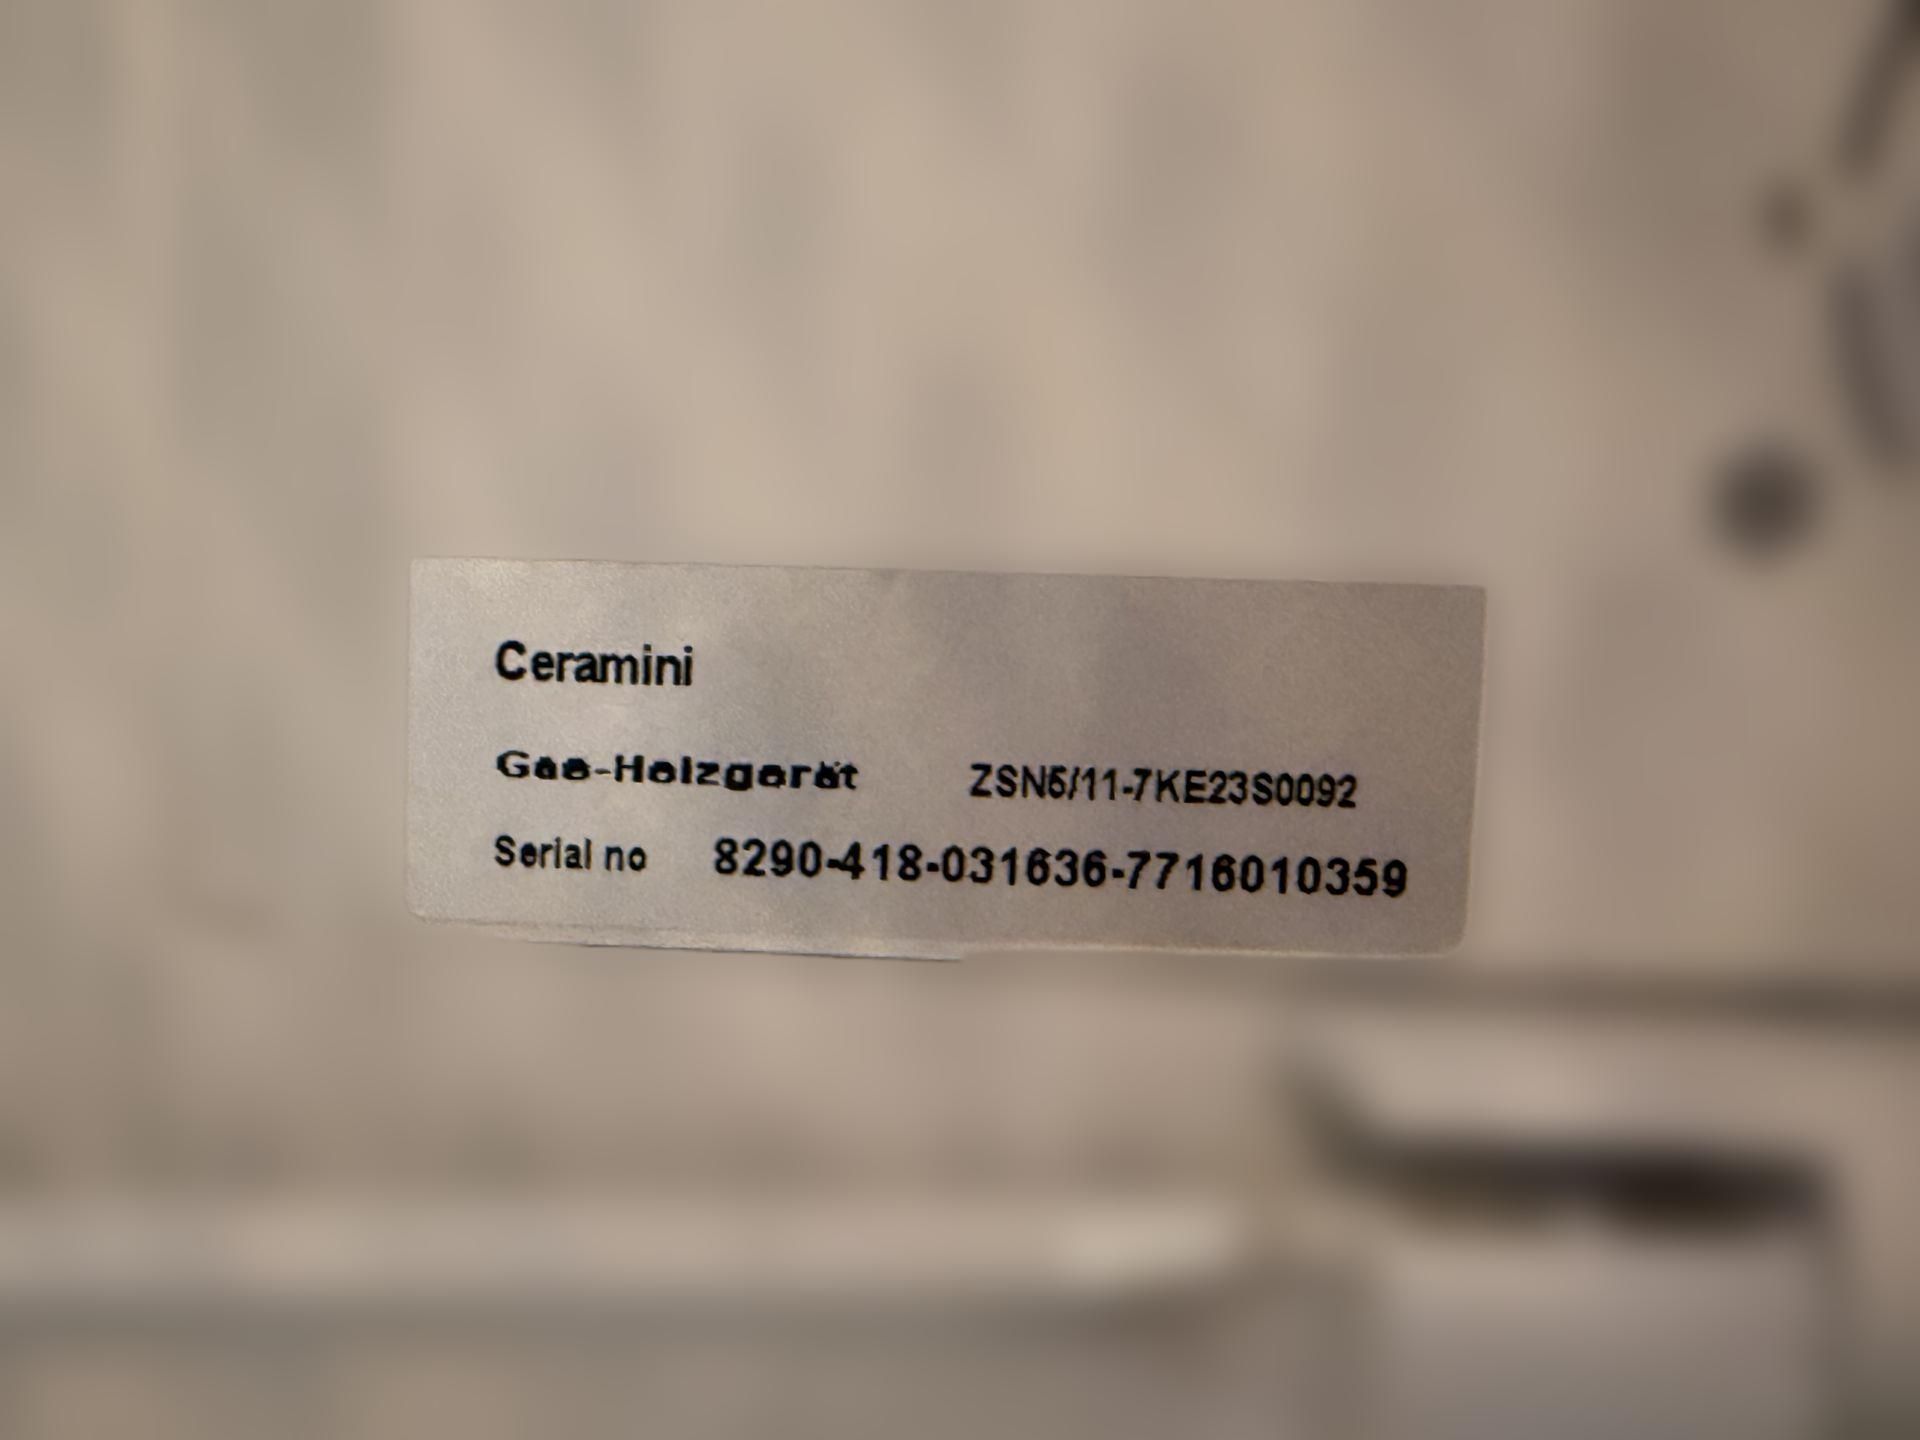 Ceramini
Gas-Heizgerät ZSN5/11-7KE23S0092
Serial no 8290-418-031636-7716010359